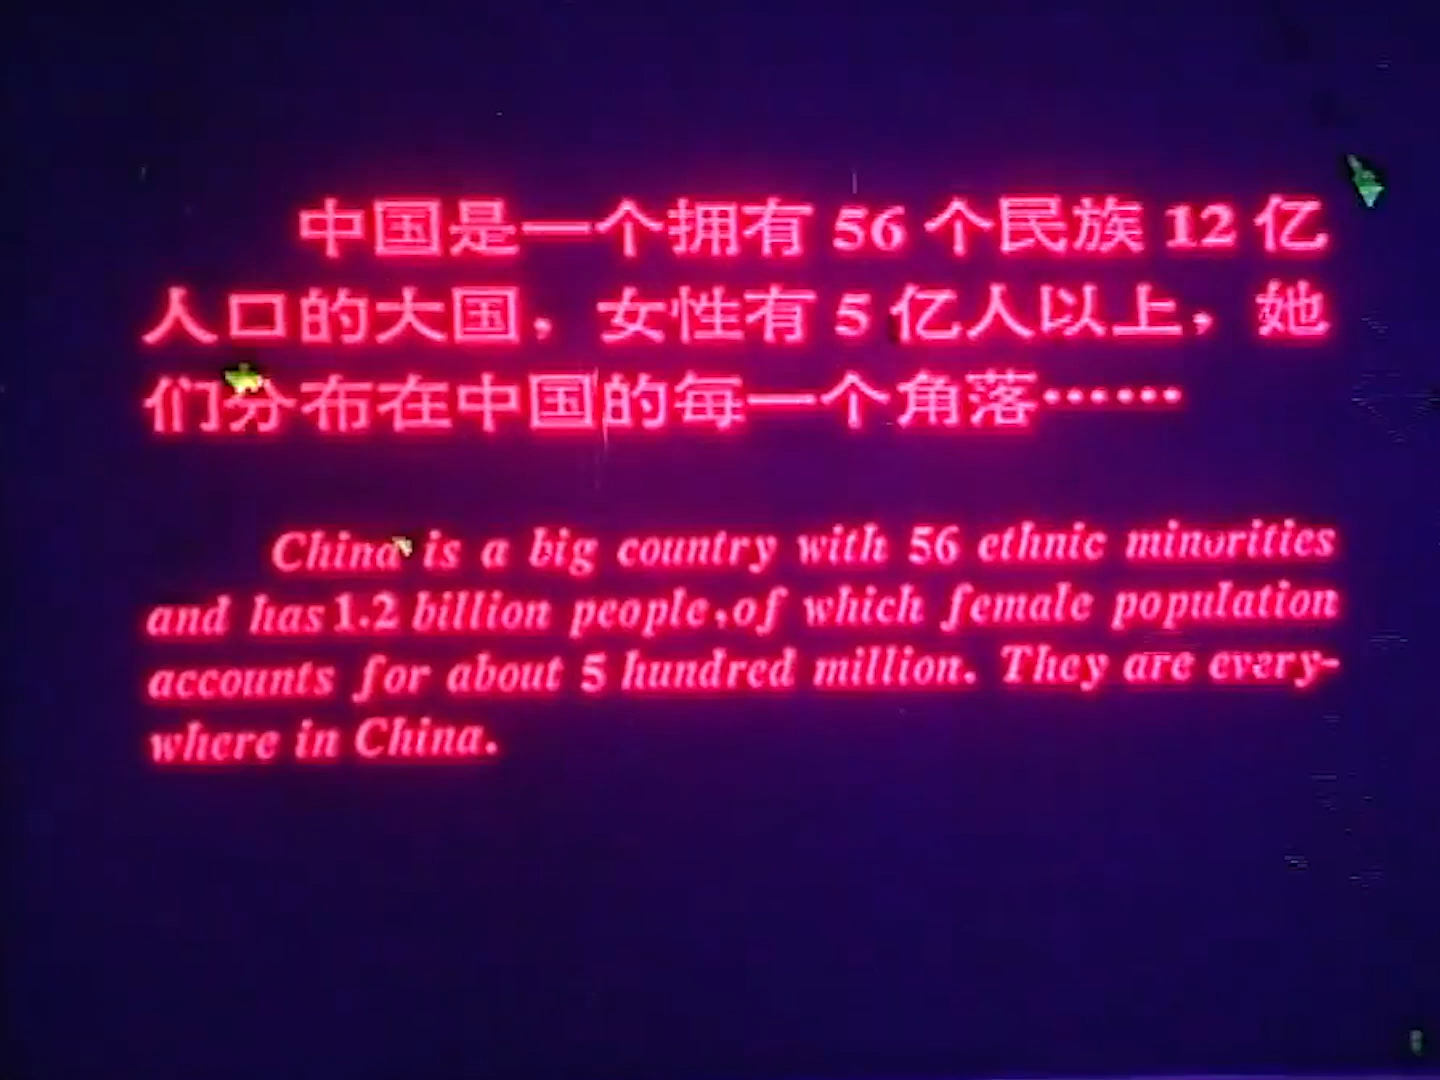 中国是一个拥有 56 个民族 12 亿
人口的大国，女性有 5 亿人以上，她
们分布在中国的每一个角落……
China is a big country with 56 ethnic minorities
and has 1.2 billion people,of which female population
accounts for about 5 hundred million. They are every-
where in China.